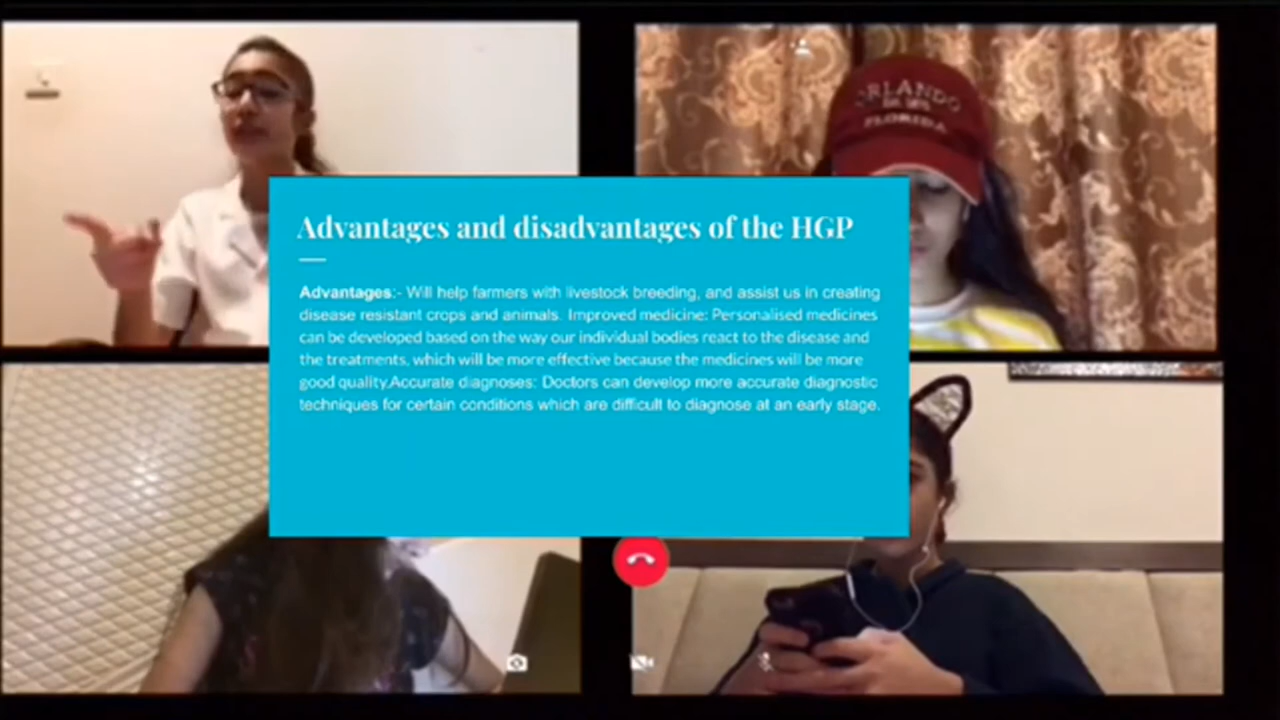 ORLANDO
FLORIDA
Advantages and disadvantages of the HGP
Advantages:- Will help farmers with livestock breeding, and assist us in creating
disease resistant crops and animals. Improved medicine: Personalised medicines
can be developed based on the way our individual bodies react to the disease and
the treatments, which will be more effective because the medicines will be more
good quality.Accurate diagnoses: Doctors can develop more accurate diagnostic
techniques for certain conditions which are difficult to diagnose at an early stage.